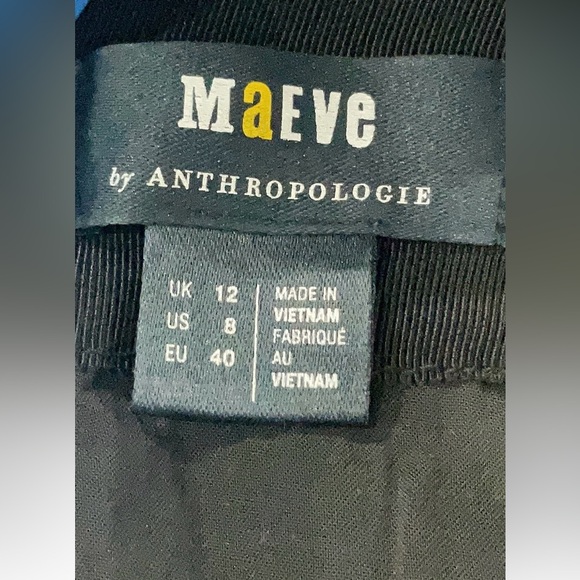 MaEVe
by ANTHROPOLOGIE
UK 12
US 8
EU 40
MADE IN
VIETNAM
FABRIQUÉ
AU
VIETNAM